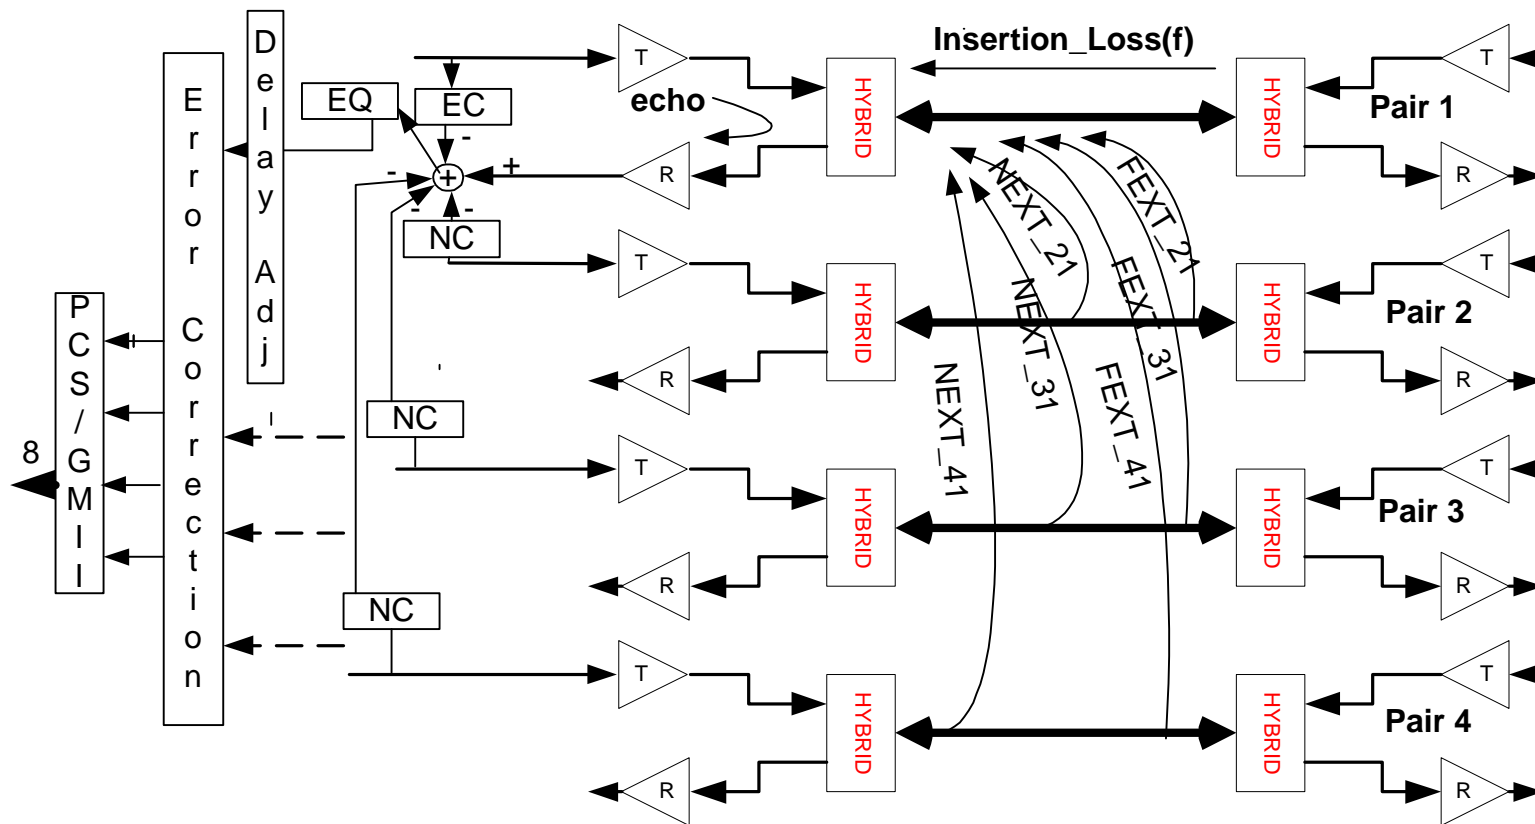 Delay Adj
Error Correction
PCS/GMII
8
EQ
EC
echo
Insertion_Loss(f)
T
HYBRID
HYBRID
T
Pair 1
-
+
+
R
R
-
-
-
NC
NEXT_21
FEXT_21
T
HYBRID
HYBRID
T
Pair 2
R
R
NEXT_31
FEXT_31
NEXT_41
FEXT_41
NC
T
HYBRID
HYBRID
T
Pair 3
R
R
NC
T
HYBRID
HYBRID
T
Pair 4
R
R